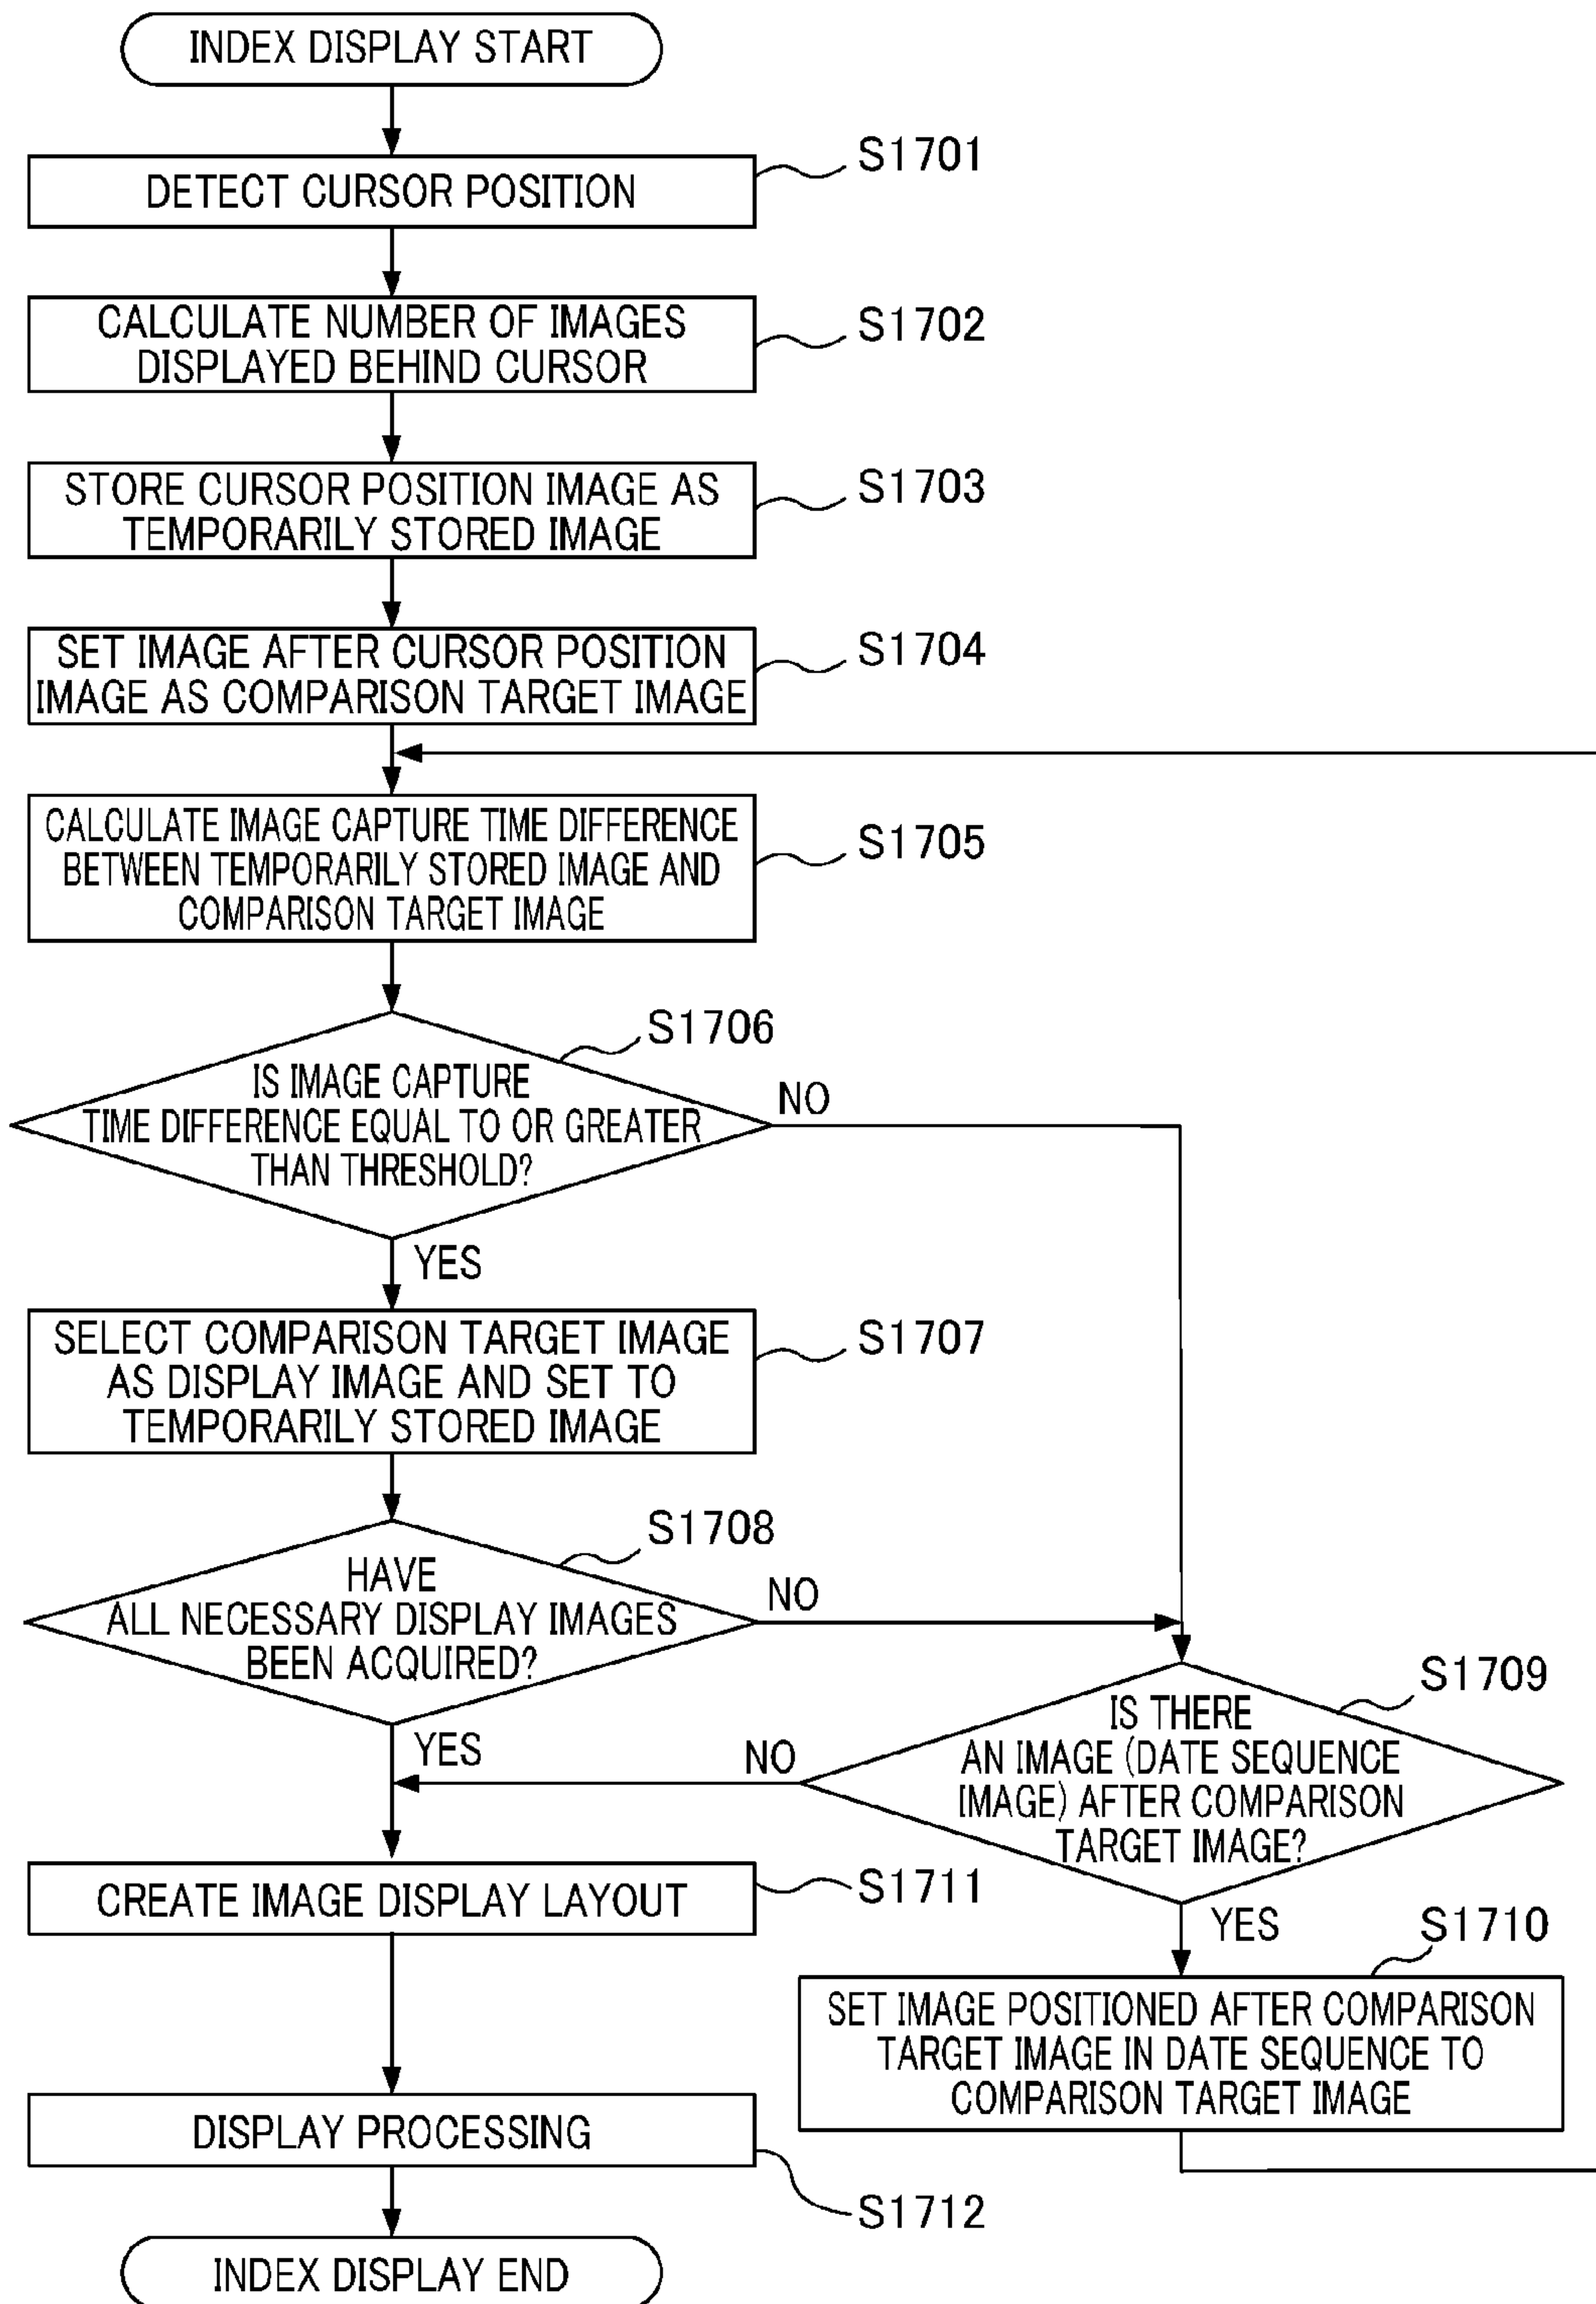 INDEX DISPLAY START
S1701
DETECT CURSOR POSITION
S1702
CALCULATE NUMBER OF IMAGES
DISPLAYED BEHIND CURSOR
S1703
STORE CURSOR POSITION IMAGE AS
TEMPORARILY STORED IMAGE
S1704
SET IMAGE AFTER CURSOR POSITION
IMAGE AS COMPARISON TARGET IMAGE
S1705
CALCULATE IMAGE CAPTURE TIME DIFFERENCE
BETWEEN TEMPORARILY STORED IMAGE AND
COMPARISON TARGET IMAGE
S1706
IS IMAGE CAPTURE
TIME DIFFERENCE EQUAL TO OR GREATER
THAN THRESHOLD?
NO
YES
S1707
SELECT COMPARISON TARGET IMAGE
AS DISPLAY IMAGE AND SET TO
TEMPORARILY STORED IMAGE
S1708
HAVE
ALL NECESSARY DISPLAY IMAGES
BEEN ACQUIRED?
NO
YES
S1709
IS THERE
AN IMAGE (DATE SEQUENCE
IMAGE) AFTER COMPARISON
TARGET IMAGE?
NO
YES
S1710
SET IMAGE POSITIONED AFTER COMPARISON
TARGET IMAGE IN DATE SEQUENCE TO
COMPARISON TARGET IMAGE
S1711
CREATE IMAGE DISPLAY LAYOUT
DISPLAY PROCESSING
S1712
INDEX DISPLAY END